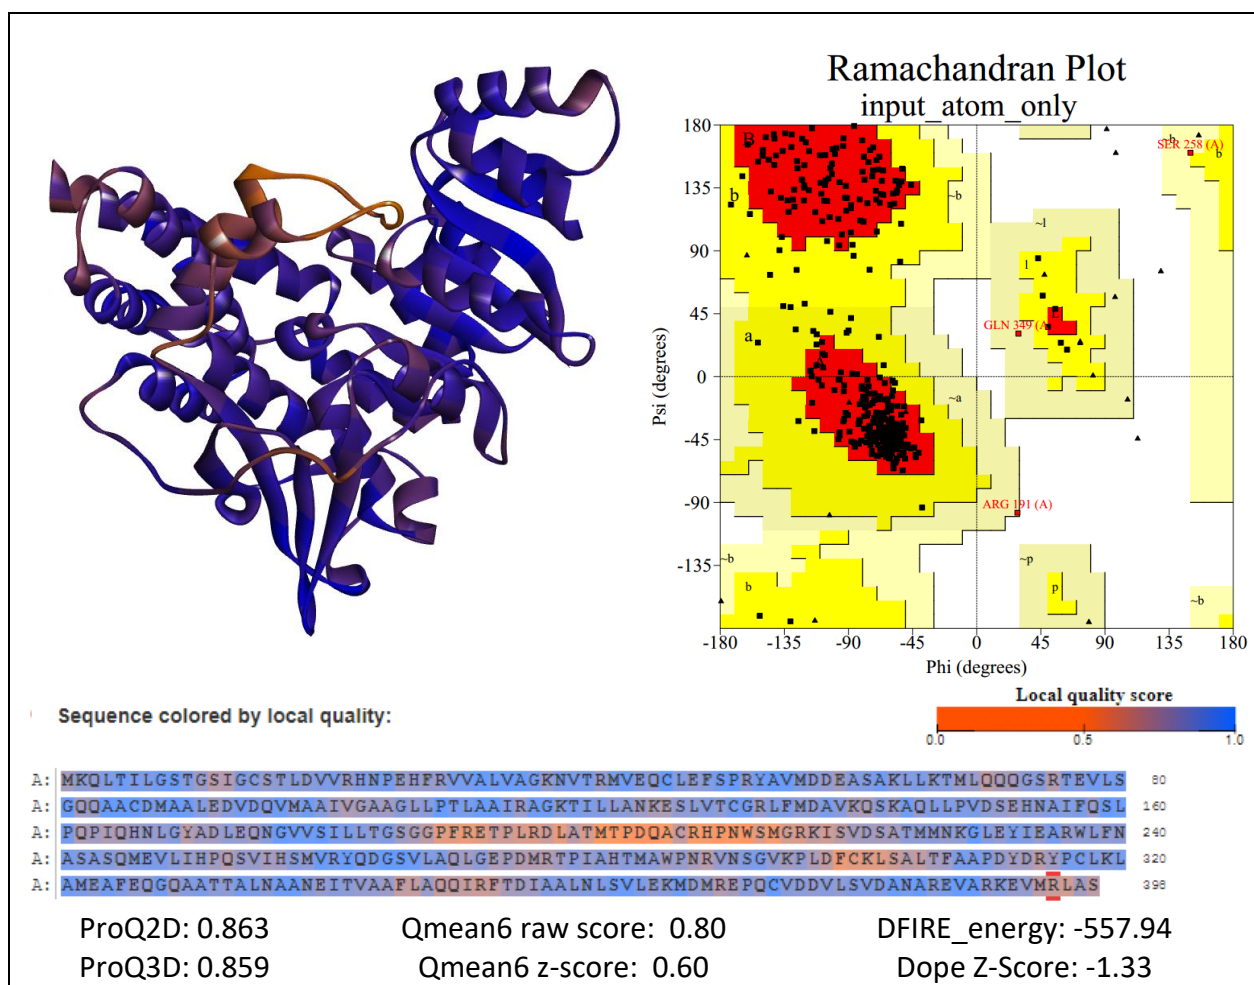 Ramachandran Plot
input_atom_only
180
135
90
45
0
-45
-90
-135
-180
-135
-90
-45
0
45
90
135
180
Psi (degrees)
Phi (degrees)
B
b
~b
~l
l
L
SER 258 (A)
~b
b
GLN 349 (A)
a
A
~a
ARG 191 (A)
~b
b
~p
p
~b
Sequence colored by local quality:
Local quality score
0.0 0.5 1.0
A: MKQLTILGSTGSIGCSTLDVVRHNPEHFRVVALVAGKNVTRMVEQCLEFSPRYAVMDDEASAKLLKTMLQQQGSRTEVLS 80
A: GQQAACDMAALEDVDQVMAAIVGAAGLLPTLAAIRAGKTILLANKESLVTCGRLFMDAVKQSKAQLLPVDSEHNAIFQSL 160
A: PQPIQHNLGYADLEQNGVVSILLTGSGGPFRETPLRDLATMTPDQACRHPNWSMGRKISVDSATMMNKGLEYIEARWLFN 240
A: ASASQMEVLIHPQSVIHSMVRYQDGSVLAQLGEPDMRTPIAHTMAWPNRVNSGVKPLDFCKLSALTFAAPDYDRYPCLKL 320
A: AMEAFEQGQAATTALNAANEITVAAFLAQQIRFTDIAALNLSVLEKMDMREPQCVDDVLSVDANAREVARKEVMRLAS 398
ProQ2D: 0.863 Qmean6 raw score: 0.80 DFIRE_energy: -557.94
ProQ3D: 0.859 Qmean6 z-score: 0.60 Dope Z-Score: -1.33